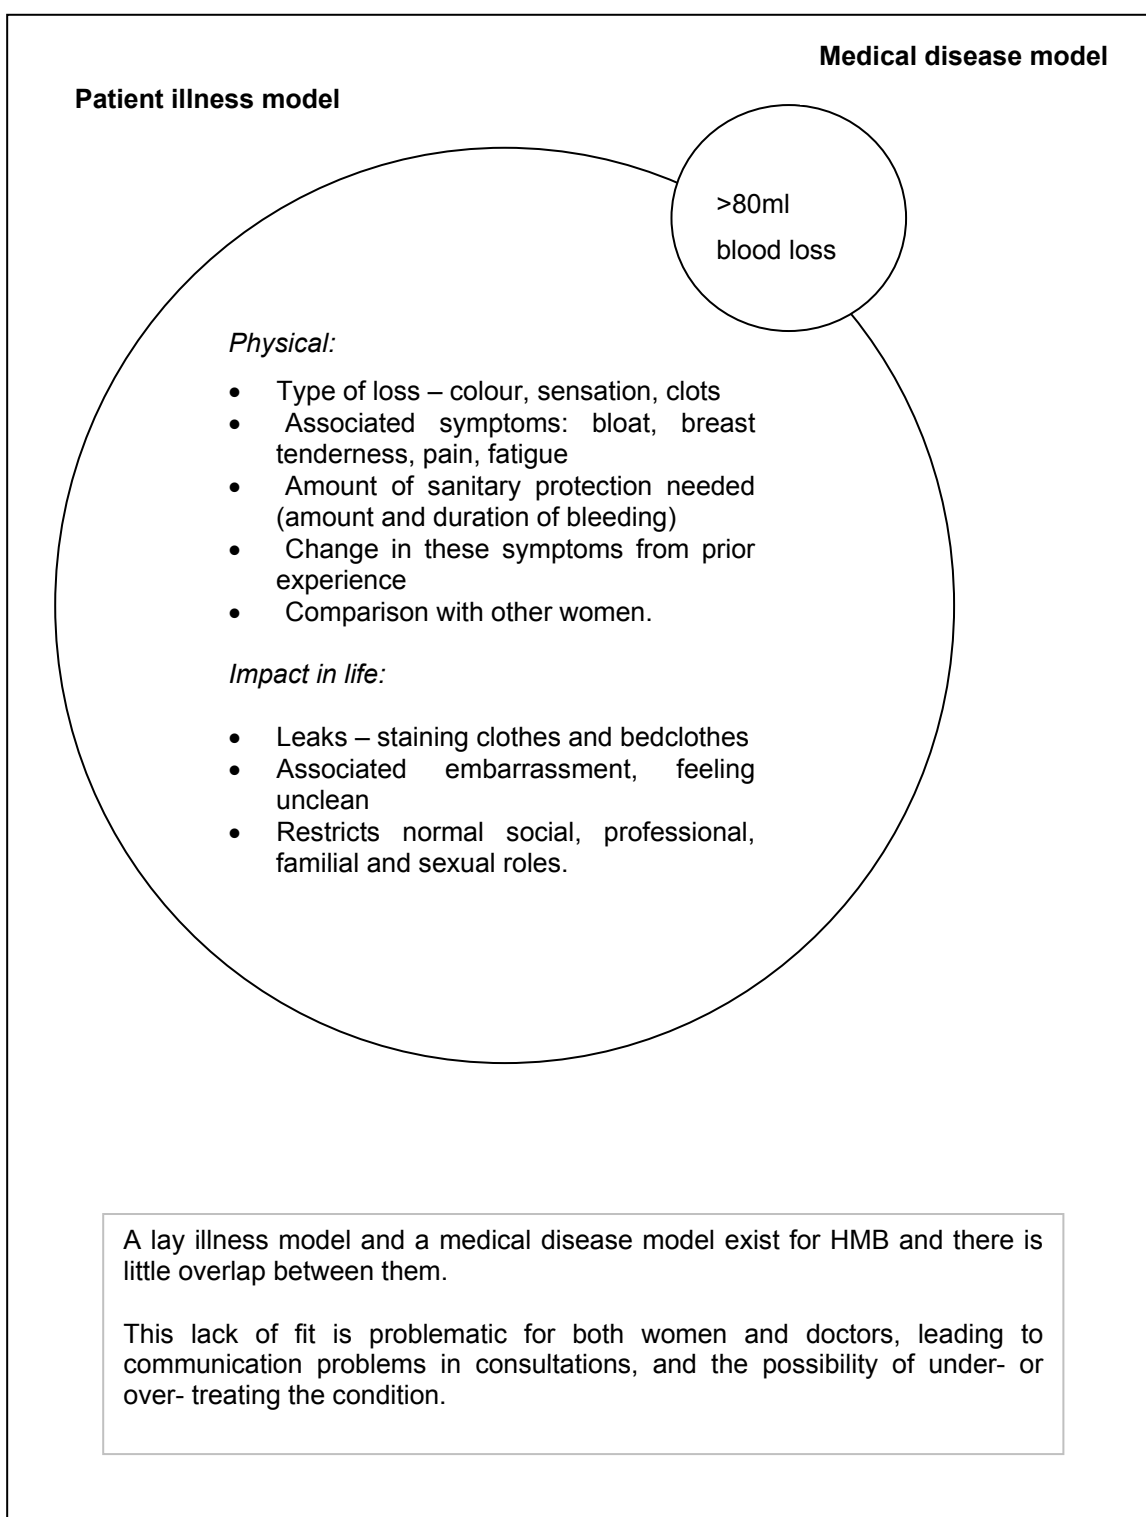 Medical disease model
Patient illness model
>80ml
blood loss
Physical:
• Type of loss – colour, sensation, clots
• Associated symptoms: bloat, breast
tenderness, pain, fatigue
• Amount of sanitary protection needed
(amount and duration of bleeding)
• Change in these symptoms from prior
experience
• Comparison with other women.
Impact in life:
• Leaks – staining clothes and bedclothes
• Associated embarrassment, feeling
unclean
• Restricts normal social, professional,
familial and sexual roles.
A lay illness model and a medical disease model exist for HMB and there is
little overlap between them.
This lack of fit is problematic for both women and doctors, leading to
communication problems in consultations, and the possibility of under- or
over- treating the condition.